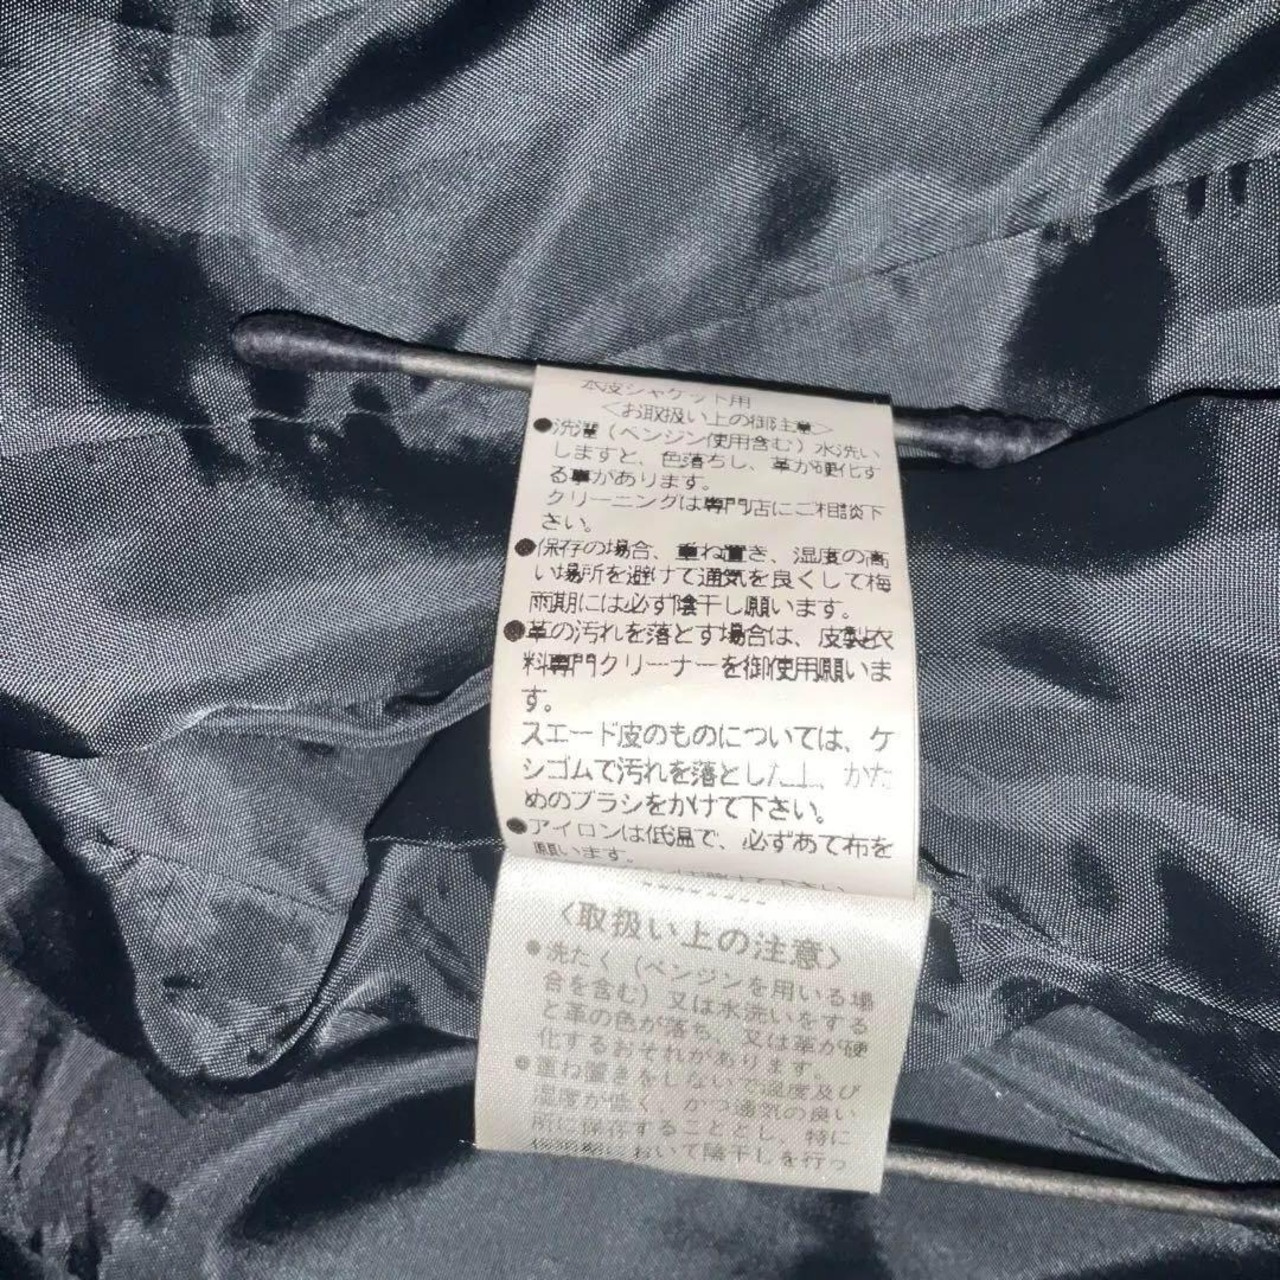 本皮ジャケット用
〈お取扱い上の御注意〉
●洗濯（ベンジン使用含む）水洗い
しますと、色落ちし、革が硬化す
る事があります。
クリーニングは専門店にご相談下
さい。
●保存の場合、重ね置き、湿度の高
い場所を避けて通気を良くして梅
雨期には必ず陰干し願います。
●革の汚れを落とす場合は、皮製衣
料専門クリーナーを御使用願いま
す。
スエード皮のものについては、ケ
シゴムで汚れを落とした上、かた
めのブラシをかけて下さい。
●アイロンは低温で、必ずあて布を
願います。
〈取扱い上の注意〉
●洗たく（ベンジンを用いる場
合を含む）又は水洗いをする
と革の色が落ち、又は革が硬
化するおそれがあります。
●重ね置きをしないで温度及び
湿度が低く、かつ通気の良い
所に保存することとし、特に
において陰干しを行っ